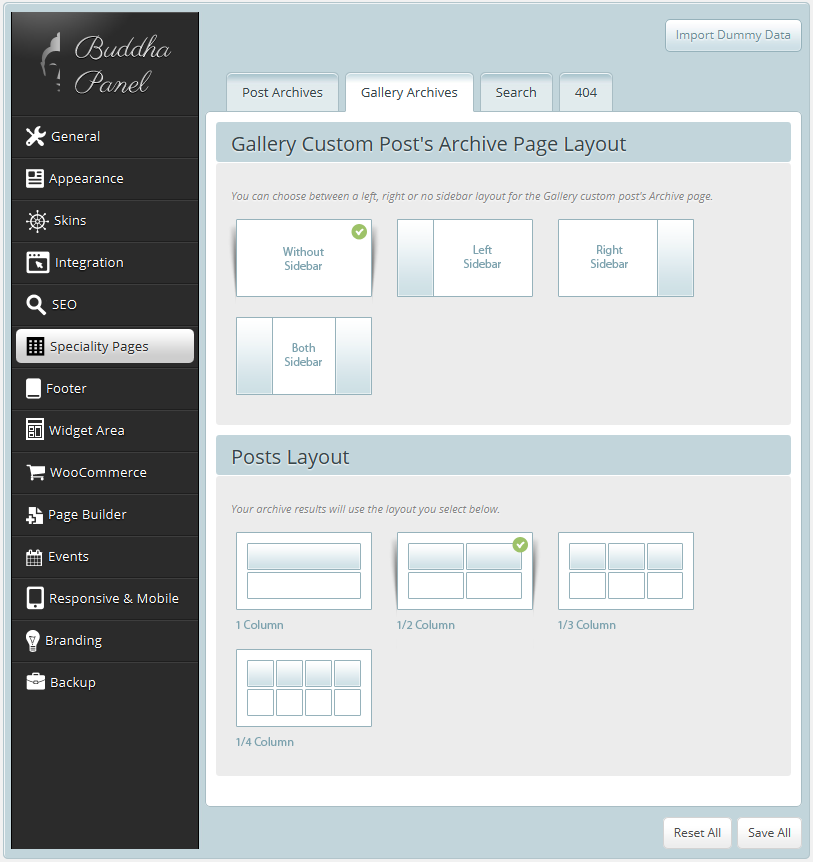 Buddha
Panel
Import Dummy Data
Post Archives
Gallery Archives
Search
404
General
Appearance
Skins
Integration
SEO
Speciality Pages
Footer
Widget Area
WooCommerce
Page Builder
Events
Responsive & Mobile
Branding
Backup
Gallery Custom Post's Archive Page Layout
You can choose between a left, right or no sidebar layout for the Gallery custom post's Archive page.
Without
Sidebar
Left
Sidebar
Right
Sidebar
Both
Sidebar
Posts Layout
Your archive results will use the layout you select below.
1 Column
1/2 Column
1/3 Column
1/4 Column
Reset All
Save All